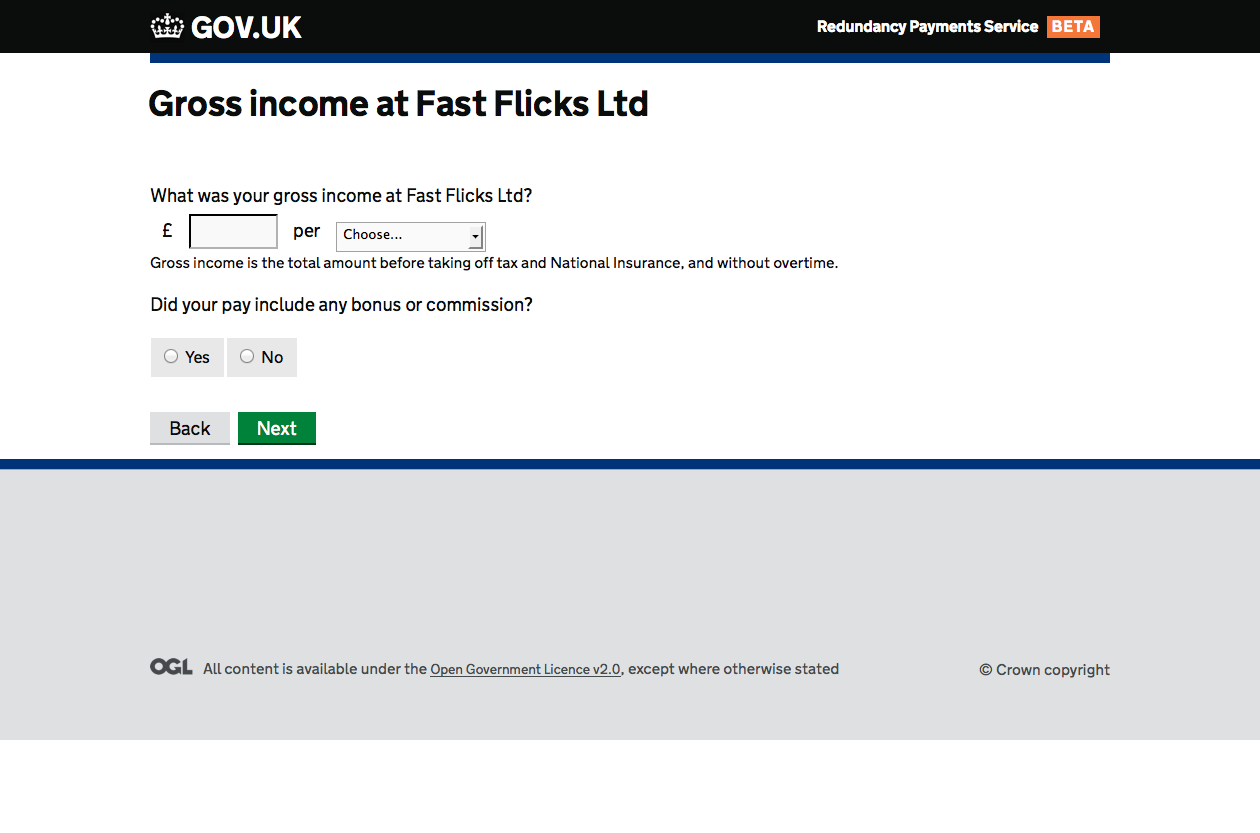 GOV.UK
Redundancy Payments Service BETA
Gross income at Fast Flicks Ltd
What was your gross income at Fast Flicks Ltd?
£ per Choose...
Gross income is the total amount before taking off tax and National Insurance, and without overtime.
Did your pay include any bonus or commission?
Yes No
Back Next
OGL All content is available under the Open Government Licence v2.0, except where otherwise stated
© Crown copyright